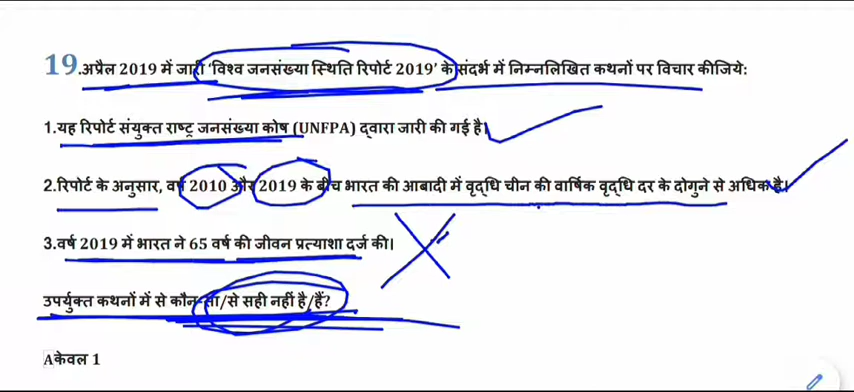 19.अप्रैल 2019 में जारी 'विश्व जनसंख्या स्थिति रिपोर्ट 2019' के संदर्भ में निम्नलिखित कथनों पर विचार कीजिये:
1.यह रिपोर्ट संयुक्त राष्ट्र जनसंख्या कोष (UNFPA) द्वारा जारी की गई है।
2.रिपोर्ट के अनुसार, वर्ष 2010 और 2019 के बीच भारत की आबादी में वृद्धि चीन की वार्षिक वृद्धि दर के दोगुने से अधिक है।
3.वर्ष 2019 में भारत ने 65 वर्ष की जीवन प्रत्याशा दर्ज की।
उपर्युक्त कथनों में से कौन-सा/से सही नहीं है/हैं?
Aकेवल 1